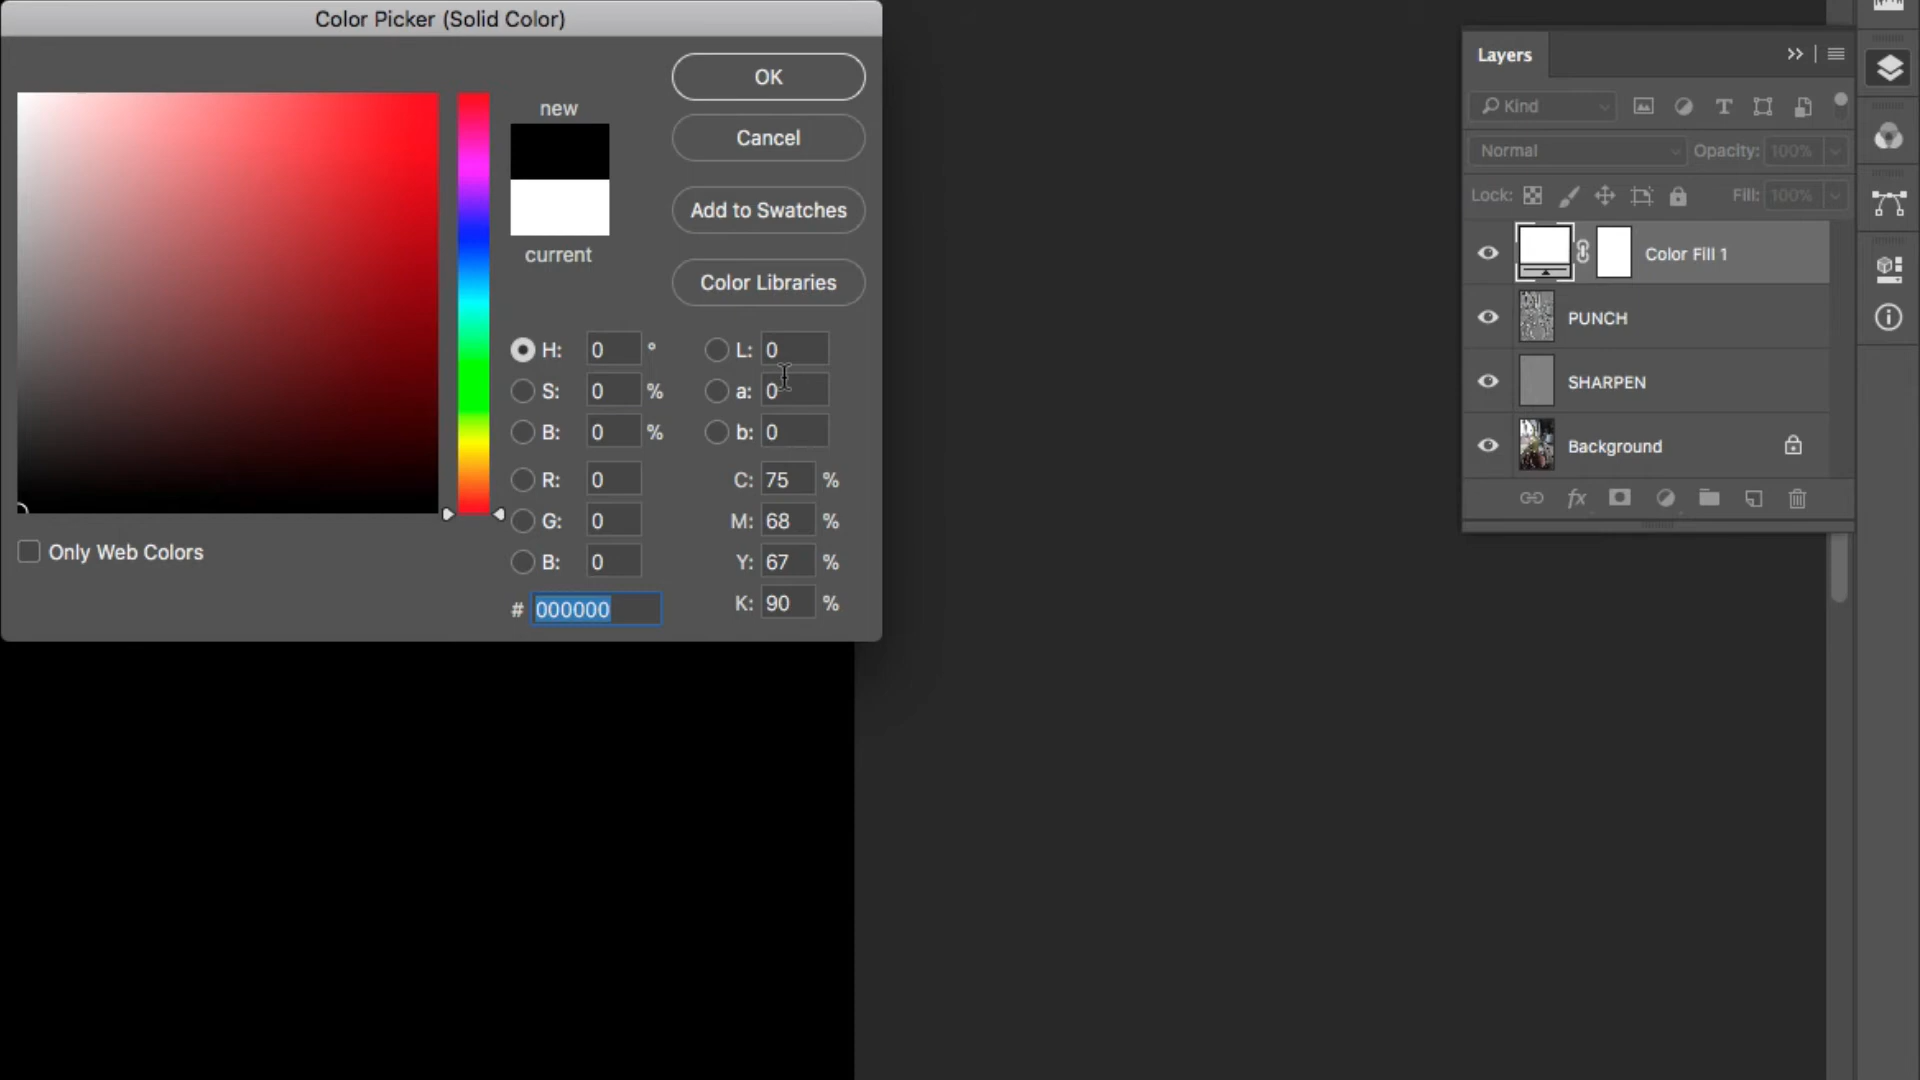 Color Picker (Solid Color)
OK
new
Cancel
Add to Swatches
current
Color Libraries
H: 0 °
L: 0
S: 0 %
a: 0
B: 0 %
b: 0
R: 0
C: 75 %
G: 0
M: 68 %
B: 0
Y: 67 %
# 000000
K: 90 %
Only Web Colors
Layers
Kind
Normal
Opacity: 100%
Lock:
Fill: 100%
Color Fill 1
PUNCH
SHARPEN
Background
fx